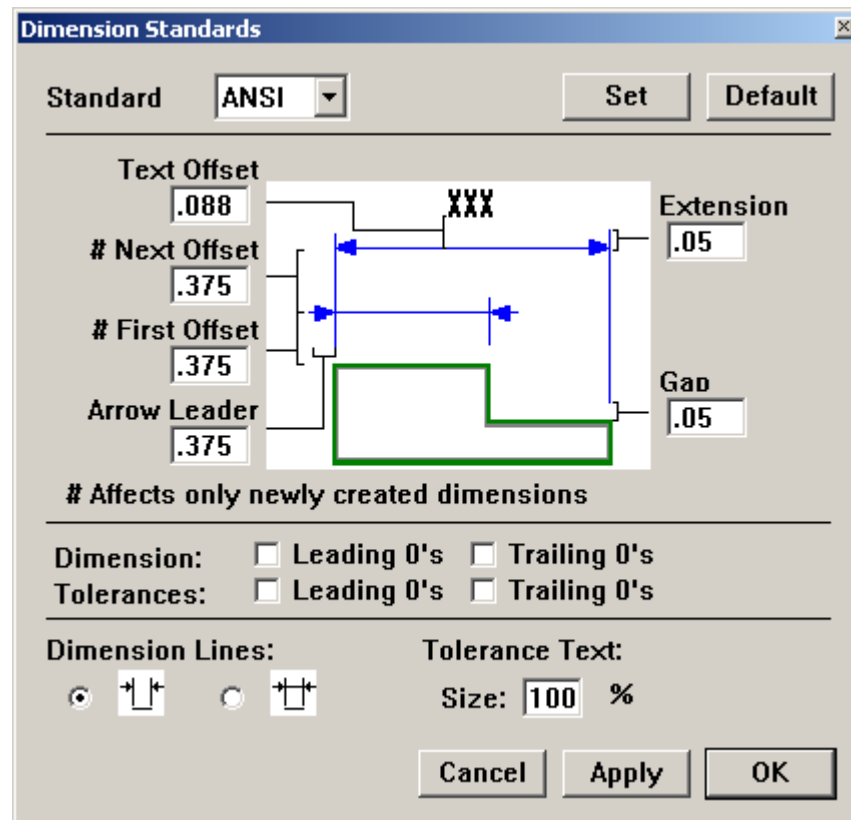 Dimension Standards
Standard ANSI Set Default
Text Offset
.088
XXX
Extension
.05
# Next Offset
.375
# First Offset
.375
Gap
.05
Arrow Leader
.375
# Affects only newly created dimensions
Dimension: Leading 0's Trailing 0's
Tolerances: Leading 0's Trailing 0's
Dimension Lines: Tolerance Text:
Size: 100 %
Cancel Apply OK